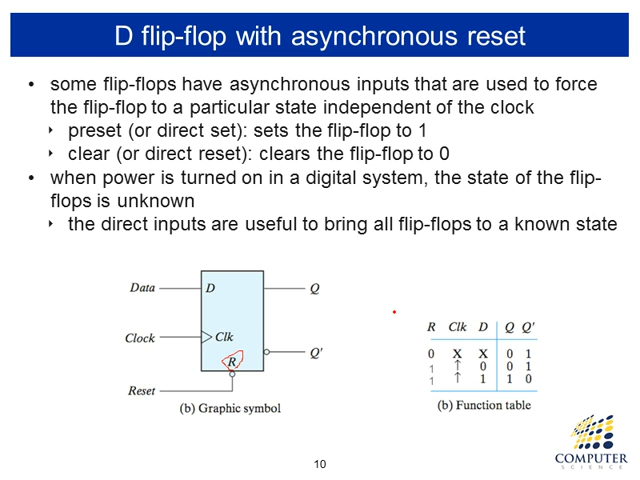 D flip-flop with asynchronous reset
• some flip-flops have asynchronous inputs that are used to force
the flip-flop to a particular state independent of the clock
‣ preset (or direct set): sets the flip-flop to 1
‣ clear (or direct reset): clears the flip-flop to 0
• when power is turned on in a digital system, the state of the flip-
flops is unknown
‣ the direct inputs are useful to bring all flip-flops to a known state
Data D Q
Clock Clk
R Q'
Reset
(b) Graphic symbol
R Clk D Q Q'
0 X X 0 1
1 ↑ 0 0 1
1 ↑ 1 1 0
(b) Function table
COMPUTER
SCIENCE
10